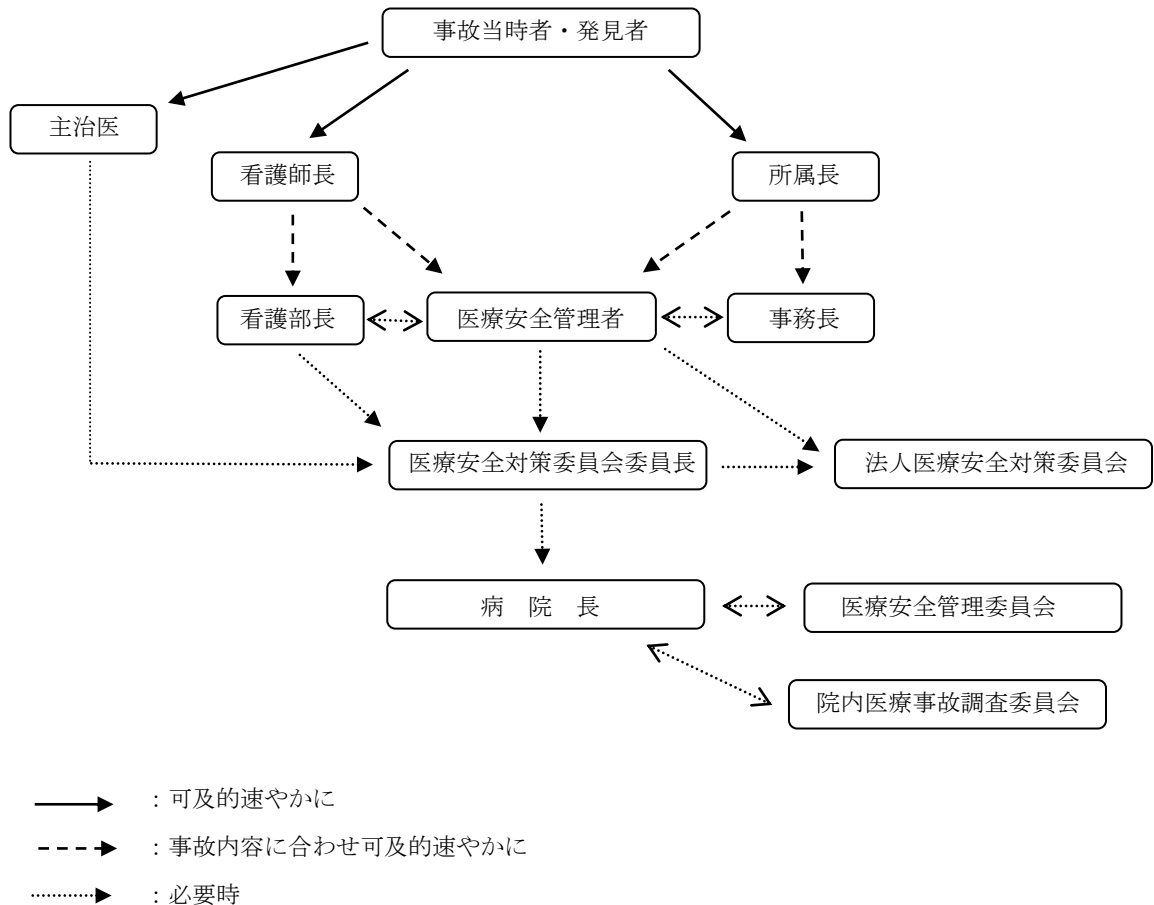 事故当時者・発見者
主治医
看護師長
所属長
看護部長
医療安全管理者
事務長
医療安全対策委員会委員長
法人医療安全対策委員会
病　院　長
医療安全管理委員会
院内医療事故調査委員会
：可及的速やかに
：事故内容に合わせ可及的速やかに
：必要時